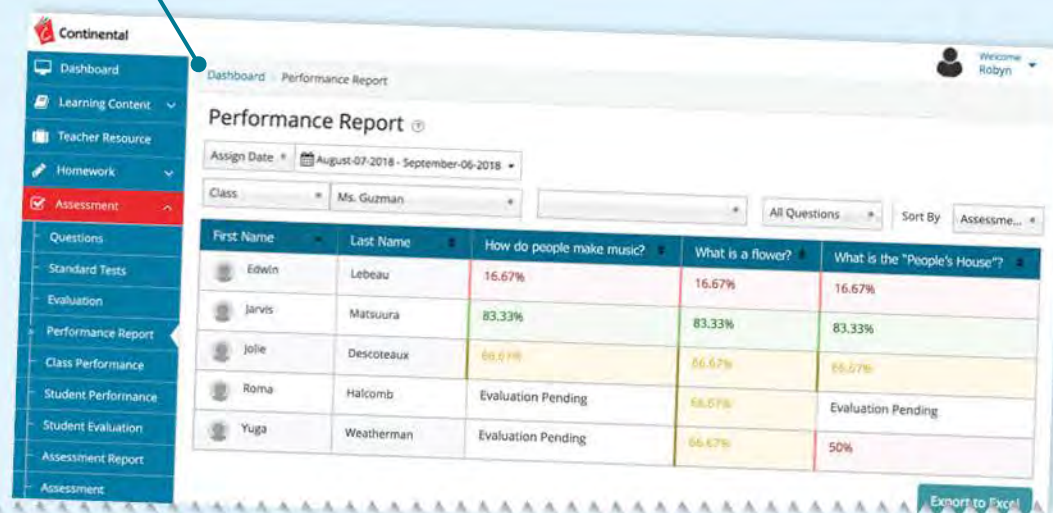 Continental
Welcome
Robyn
Dashboard
Learning Content
Teacher Resource
Homework
Assessment
Questions
Standard Tests
Evaluation
Performance Report
Class Performance
Student Performance
Student Evaluation
Assessment Report
Assessment
Dashboard Performance Report
Performance Report ?
Assign Date August-07-2018 - September-06-2018
Class Ms. Guzman All Questions Sort By Assessme...
First Name Last Name How do people make music? What is a flower? What is the "People's House"?
Edwin Lebeau 16.67% 16.67% 16.67%
Jarvis Matsuura 83.33% 83.33% 83.33%
Jolie Descoteaux 66.67% 66.67% 66.67%
Roma Halcomb Evaluation Pending 66.67% Evaluation Pending
Yuga Weatherman Evaluation Pending 66.67% 50%
Export to Excel